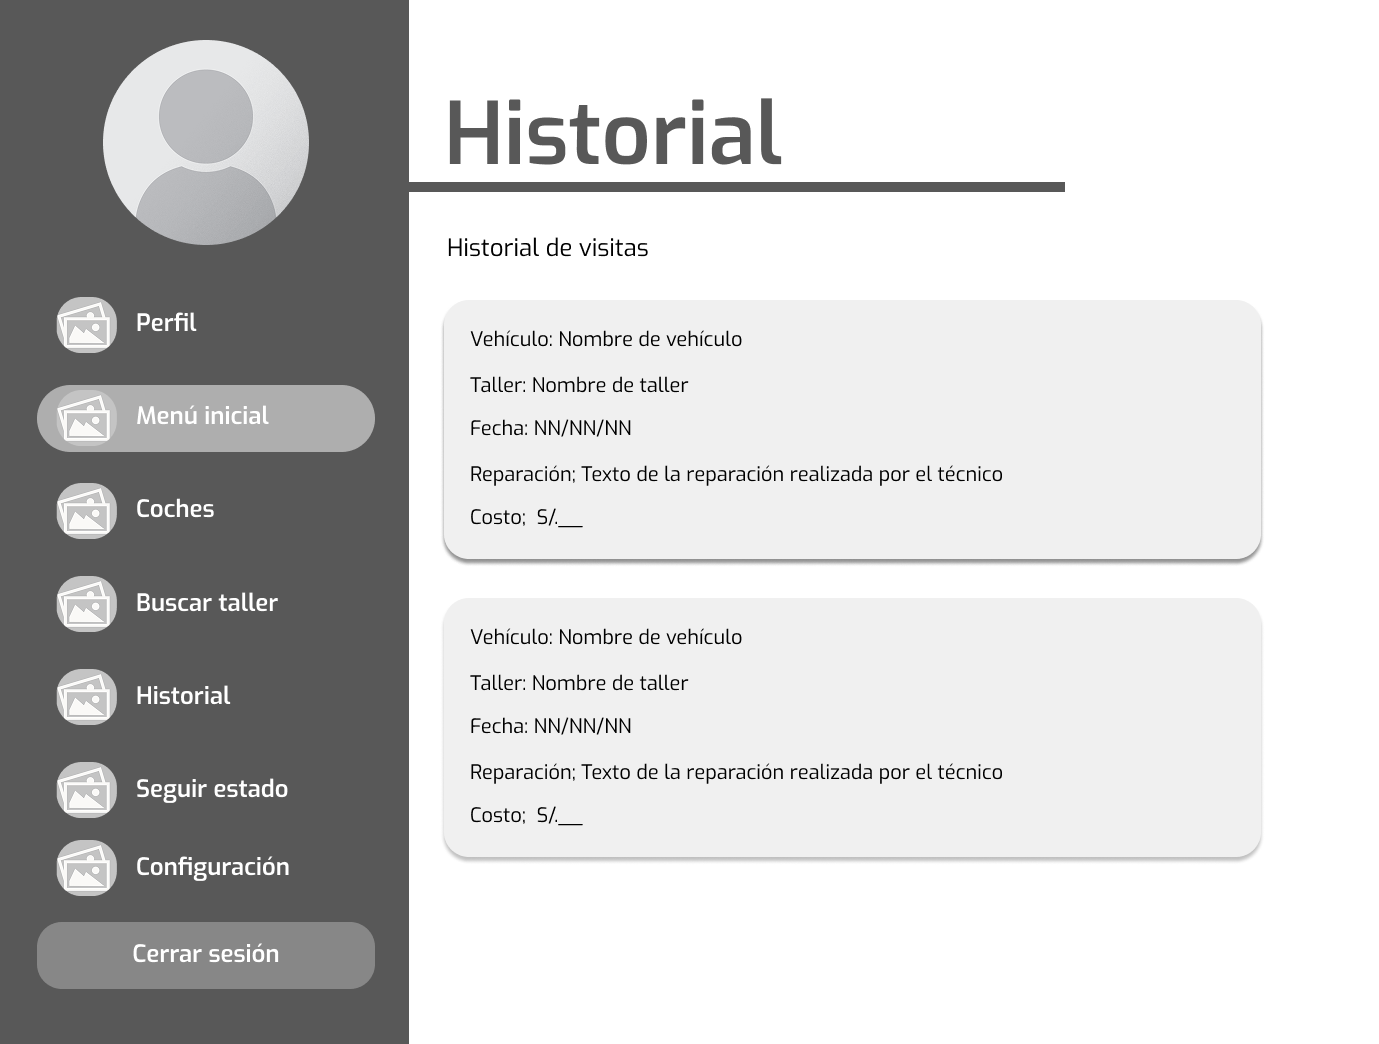 Perfil
Menú inicial
Coches
Buscar taller
Historial
Seguir estado
Configuración
Cerrar sesión
Historial
Historial de visitas
Vehículo: Nombre de vehículo
Taller: Nombre de taller
Fecha: NN/NN/NN
Reparación; Texto de la reparación realizada por el técnico
Costo;  S/.__
Vehículo: Nombre de vehículo
Taller: Nombre de taller
Fecha: NN/NN/NN
Reparación; Texto de la reparación realizada por el técnico
Costo;  S/.__